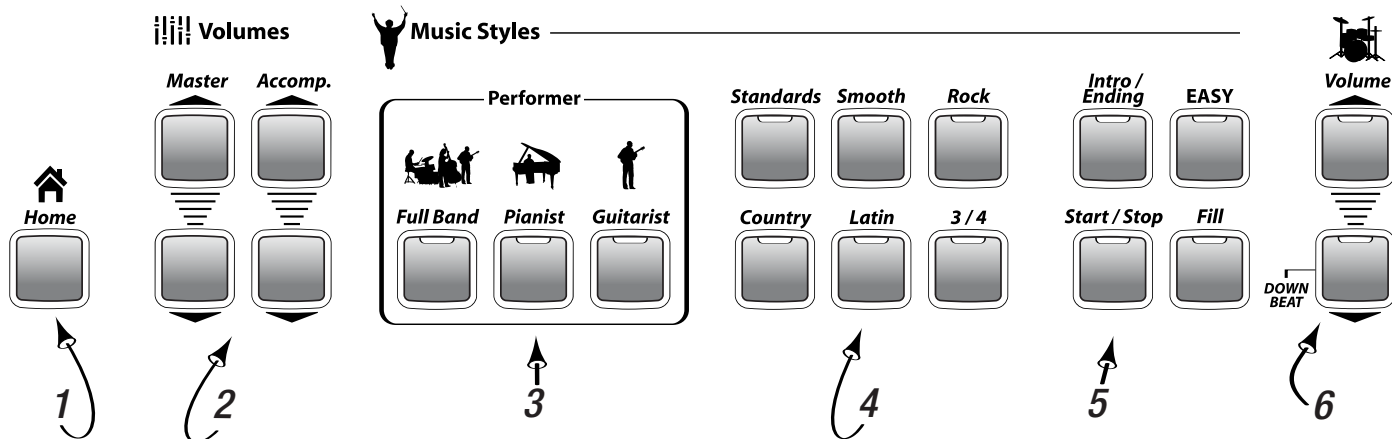 Volumes
Music Styles
Master Accomp.
Performer
Standards Smooth Rock
Intro /
Ending
EASY
Volume
Home
Full Band Pianist Guitarist
Country Latin 3 / 4
Start / Stop Fill
DOWN
BEAT
1 2 3 4 5 6